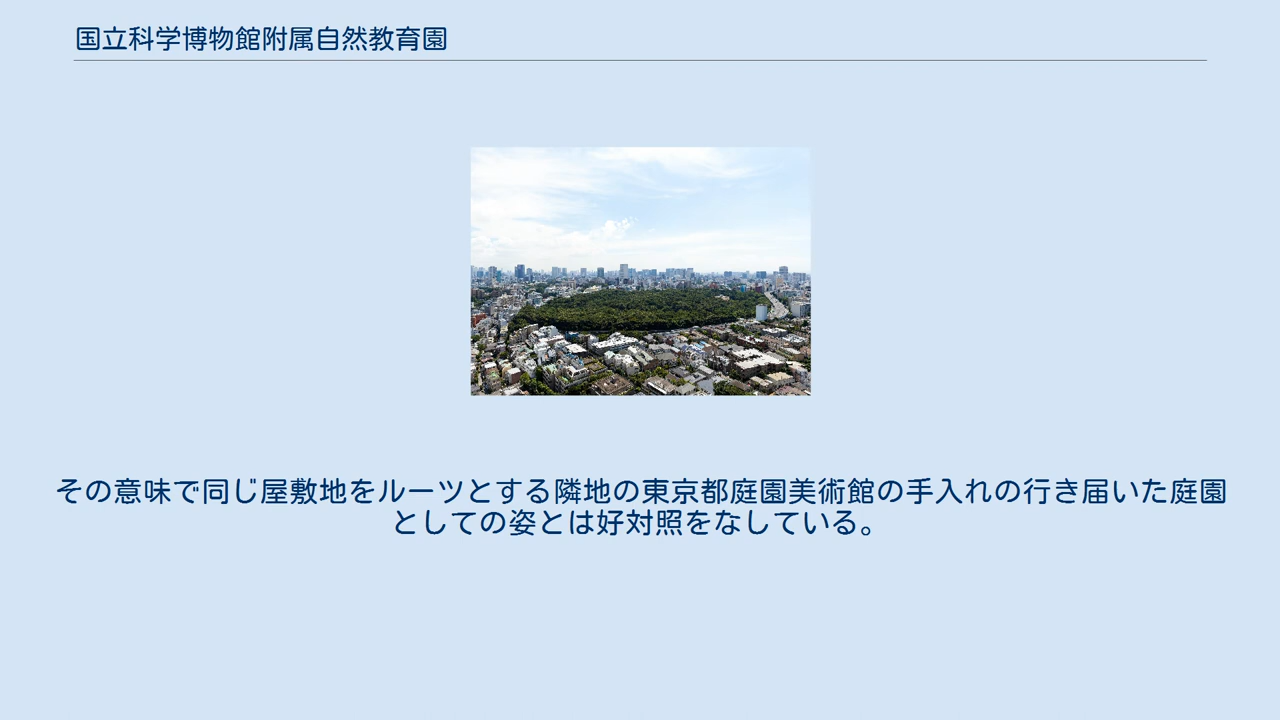 国立科学博物館附属自然教育園
その意味で同じ屋敷地をルーツとする隣地の東京都庭園美術館の手入れの行き届いた庭園
としての姿とは好対照をなしている。